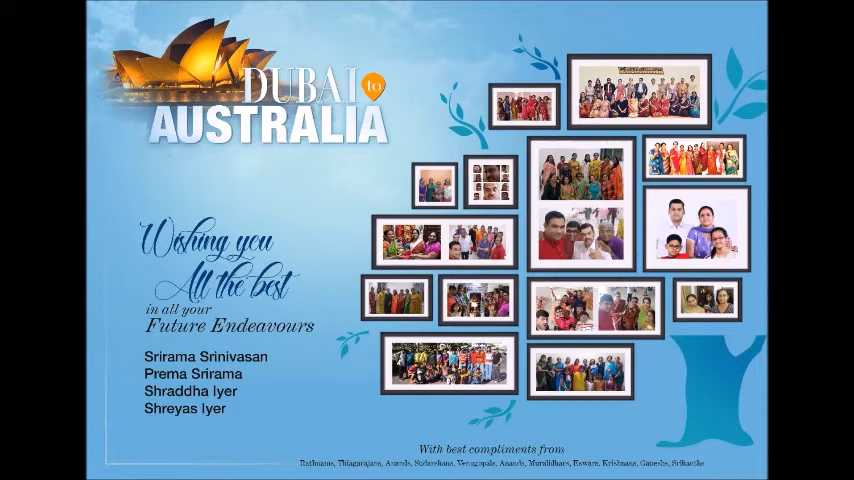 DUBAI to
AUSTRALIA
Wishing you
All the best
in all your
Future Endeavours
Srirama Srinivasan
Prema Srirama
Shraddha Iyer
Shreyas Iyer
With best compliments from
Rathnams, Thiagarajans, Anands, Sudarshans, Venugopals, Anands, Muralidhars, Eswars, Krishnans, Ganeshs, Srikanths